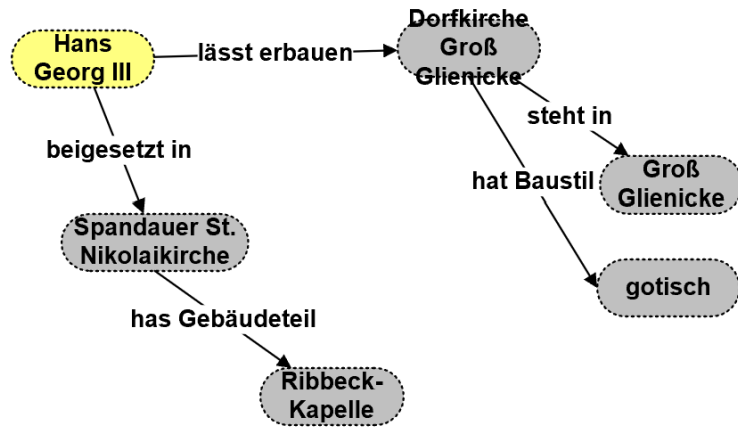 Hans
Georg III
lässt erbauen
Dorfkirche
Groß
Glienicke
steht in
beigesetzt in
hat Baustil
Groß
Glienicke
Spandauer St.
Nikolaikirche
gotisch
has Gebäudeteil
Ribbeck-
Kapelle